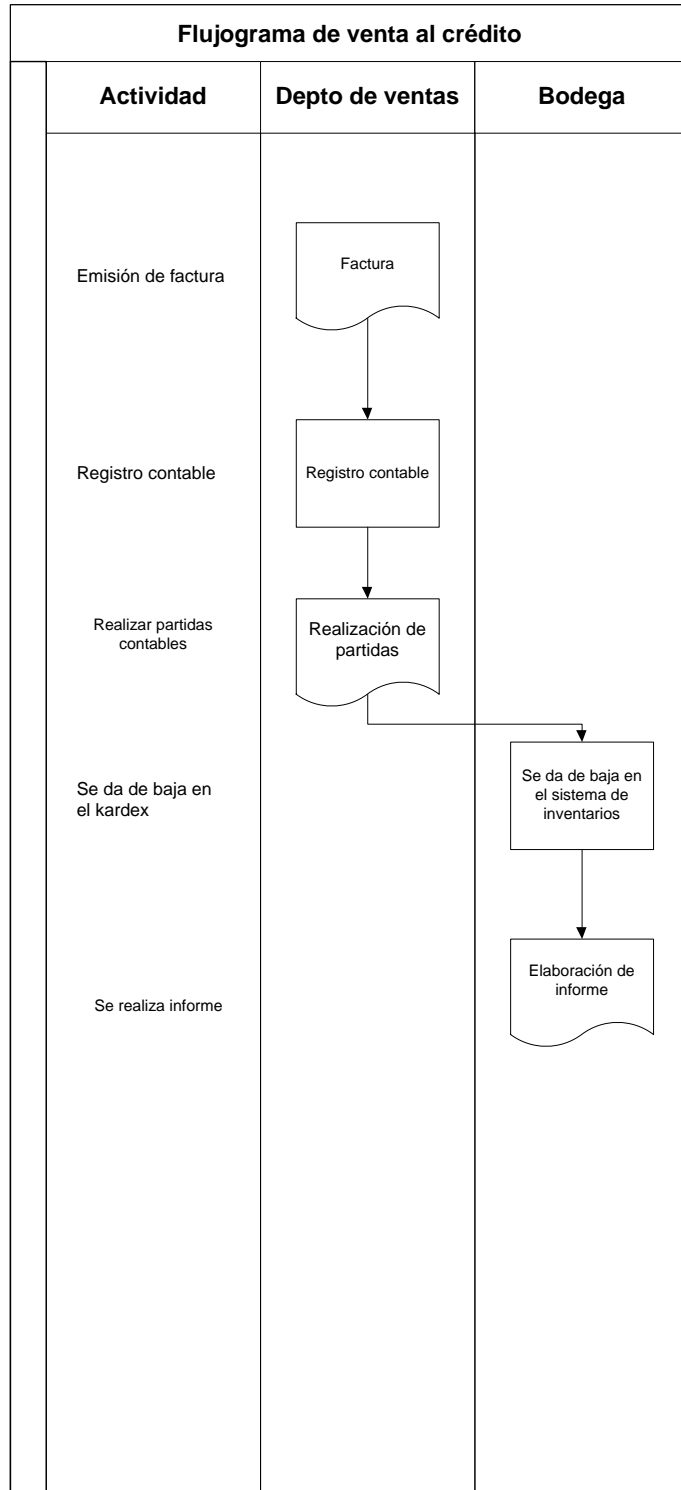 Flujograma de venta al crédito
Actividad
Depto de ventas
Bodega
Emisión de factura
Factura
Registro contable
Registro contable
Realizar partidas
contables
Realización de
partidas
Se da de baja en
el kardex
Se da de baja en
el sistema de
inventarios
Se realiza informe
Elaboración de
informe